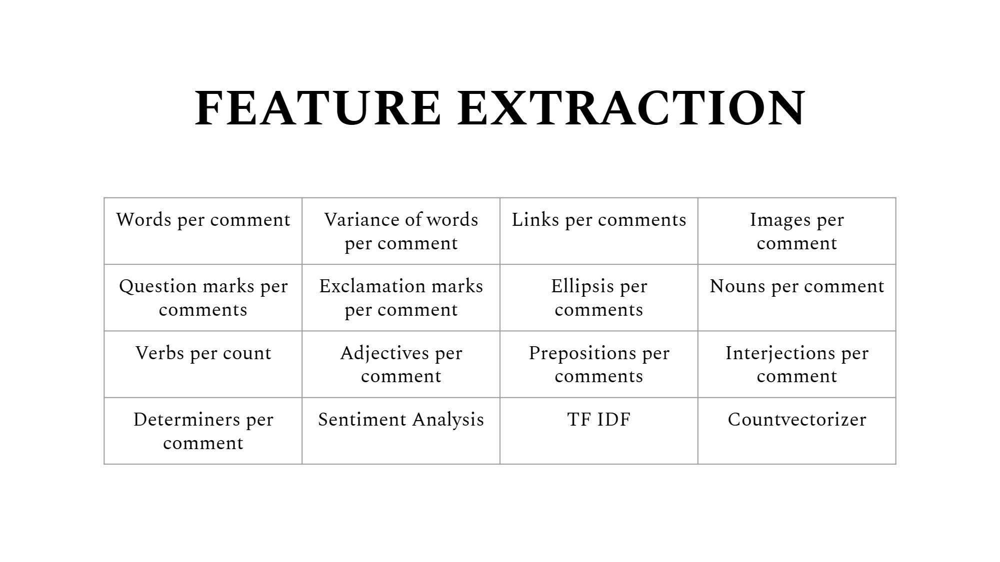 FEATURE EXTRACTION
Words per comment
Variance of words
per comment
Links per comments
Images per
comment
Question marks per
comments
Exclamation marks
per comment
Ellipsis per
comments
Nouns per comment
Verbs per count
Adjectives per
comment
Prepositions per
comments
Interjections per
comment
Determiners per
comment
Sentiment Analysis
TF IDF
Countvectorizer